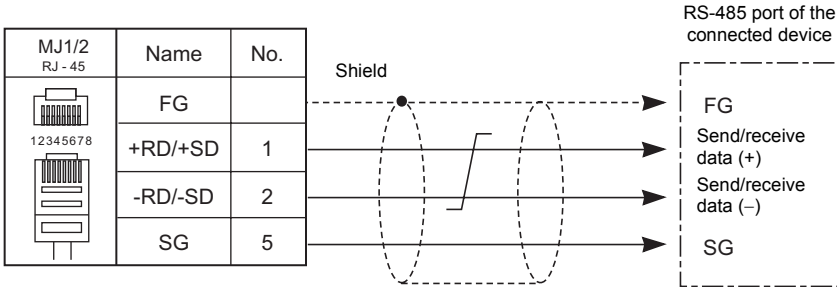 RS-485 port of the
connected device
MJ1/2
RJ - 45
Name
No.
Shield
FG
FG
12345678
+RD/+SD
1
Send/receive
data (+)
-RD/-SD
2
Send/receive
data (−)
SG
5
SG